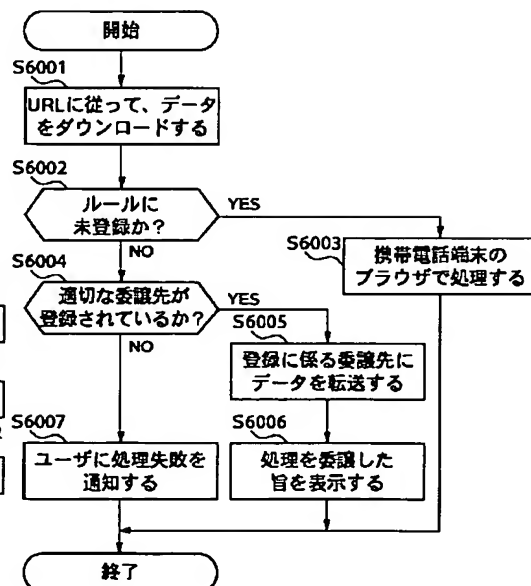 開始
S6001
URLに従って、データ
をダウンロードする
S6002
ルールに
未登録か?
YES
NO
S6003
携帯電話端末の
ブラウザで処理する
S6004
適切な委譲先が
登録されているか?
YES
NO
S6005
登録に係る委譲先に
データを転送する
S6007
ユーザに処理失敗を
通知する
S6006
処理を委譲した
旨を表示する
終了